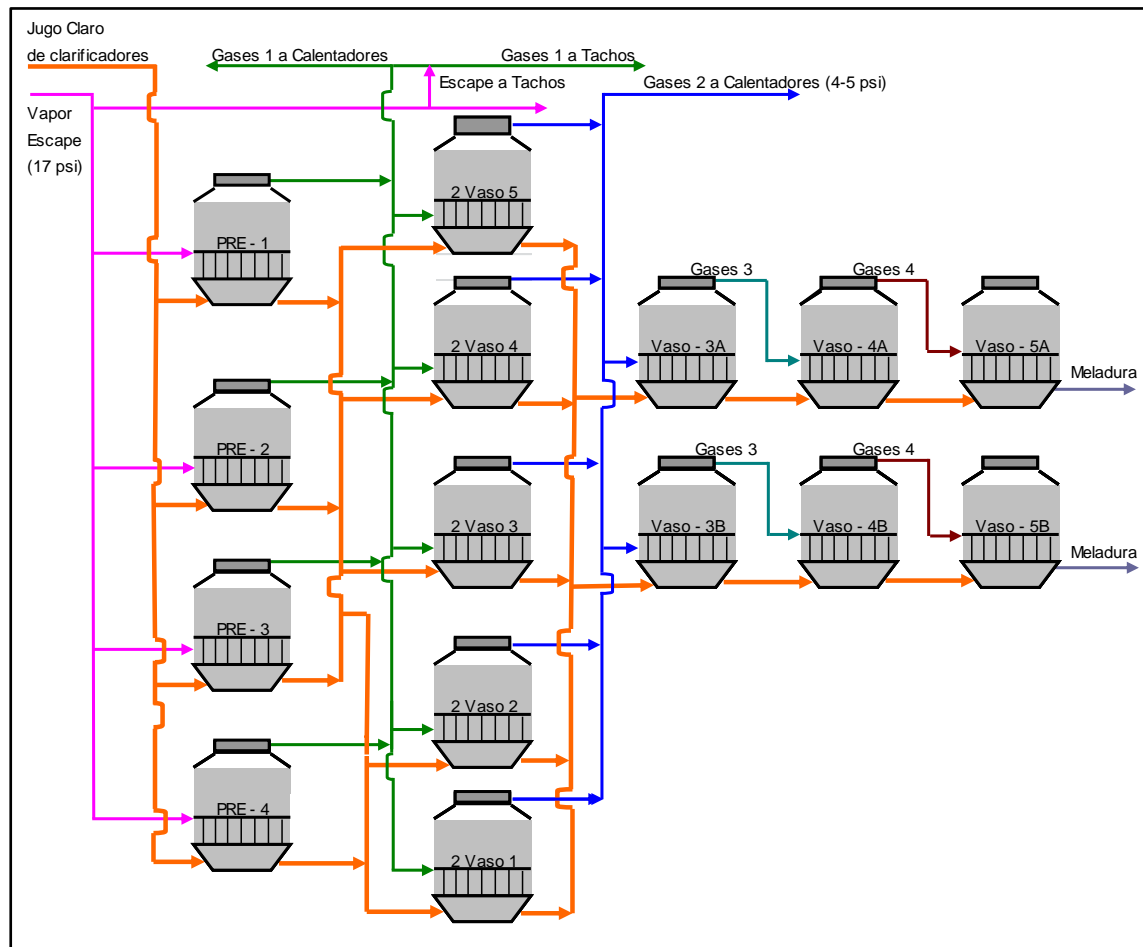 Jugo Claro
de clarificadores
Gases 1 a Calentadores
Gases 1 a Tachos
Escape a Tachos
Gases 2 a Calentadores (4-5 psi)
Vapor
Escape
(17 psi)
2 Vaso 5
PRE - 1
Gases 3
Gases 4
2 Vaso 4
Vaso - 3A
Vaso - 4A
Vaso - 5A
Meladura
PRE - 2
Gases 3
Gases 4
2 Vaso 3
Vaso - 3B
Vaso - 4B
Vaso - 5B
Meladura
PRE - 3
2 Vaso 2
PRE - 4
2 Vaso 1